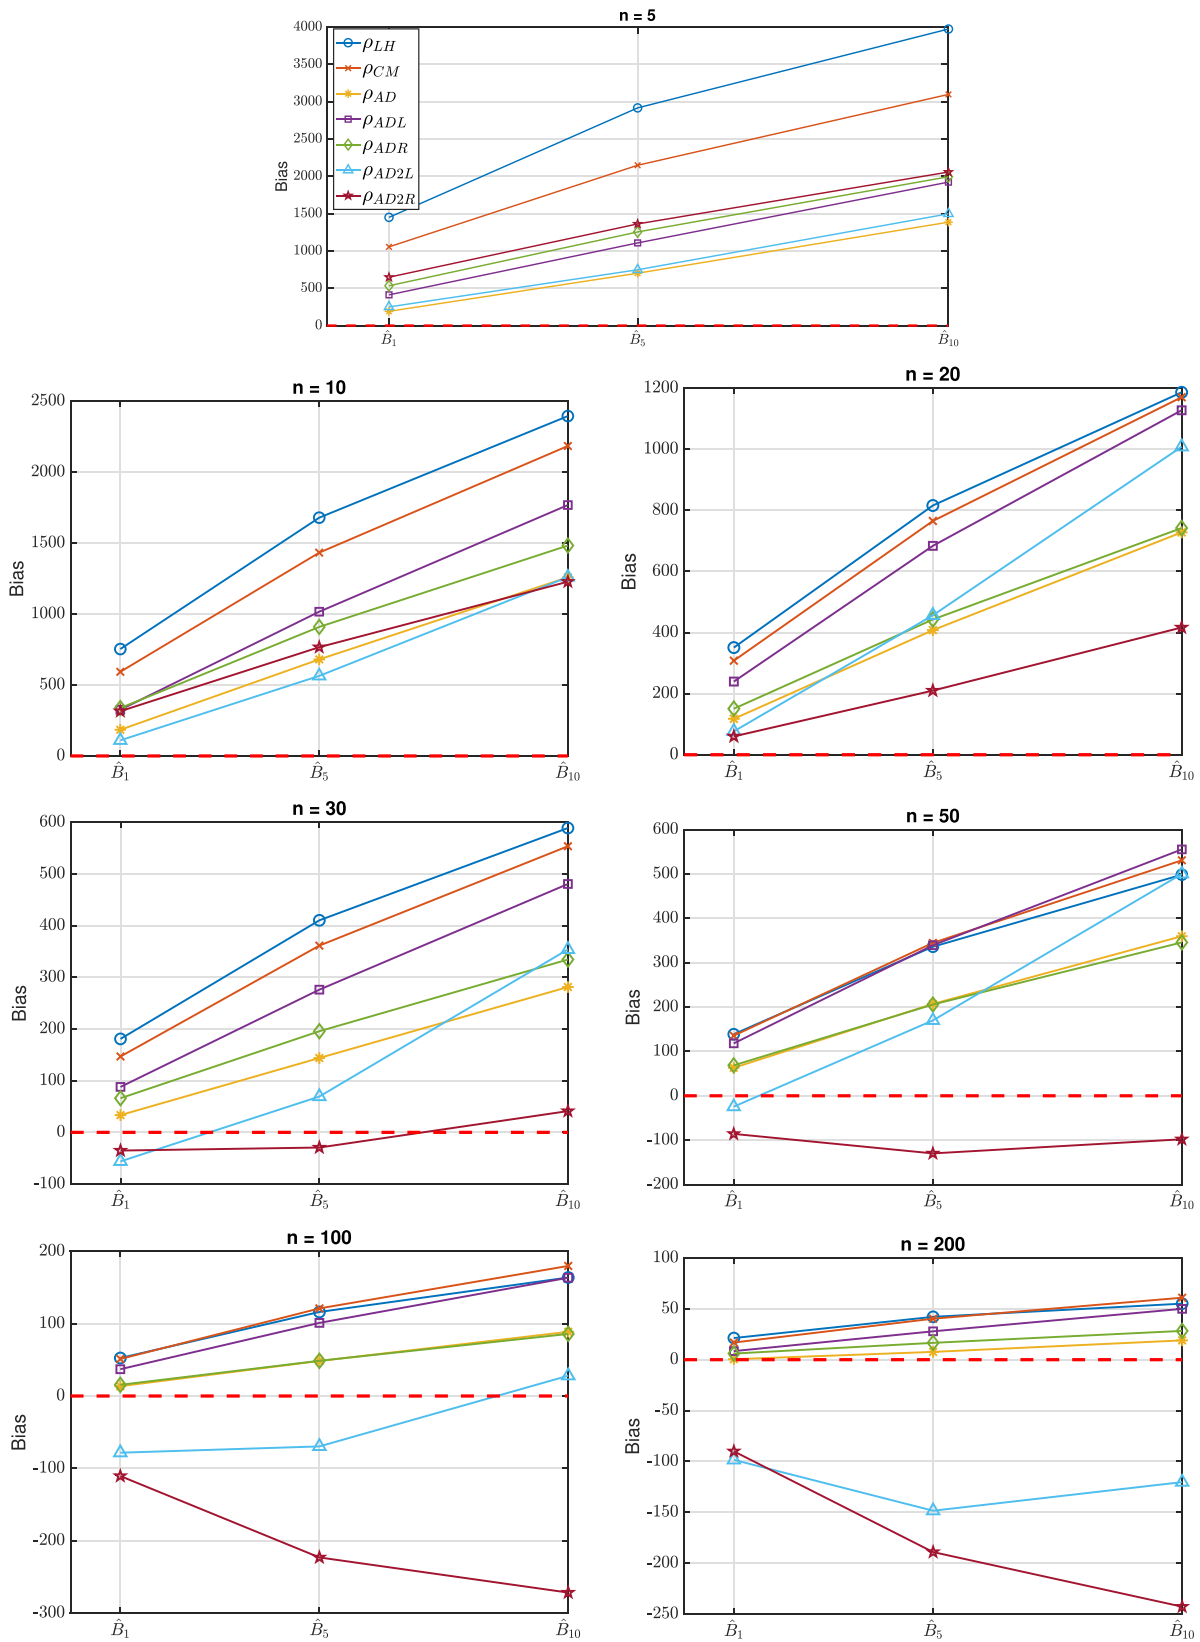 n = 5
4000
3500
3000
2500
2000
1500
1000
500
0
Bias
ρLH
ρCM
ρAD
ρADL
ρADR
ρAD2L
ρAD2R
B̂1
B̂5
B̂10
n = 10
2500
2000
1500
1000
500
0
Bias
B̂1
B̂5
B̂10
n = 20
1200
1000
800
600
400
200
0
Bias
B̂1
B̂5
B̂10
n = 30
600
500
400
300
200
100
0
-100
Bias
B̂1
B̂5
B̂10
n = 50
600
500
400
300
200
100
0
-100
-200
Bias
B̂1
B̂5
B̂10
n = 100
200
100
0
-100
-200
-300
Bias
B̂1
B̂5
B̂10
n = 200
100
50
0
-50
-100
-150
-200
-250
Bias
B̂1
B̂5
B̂10